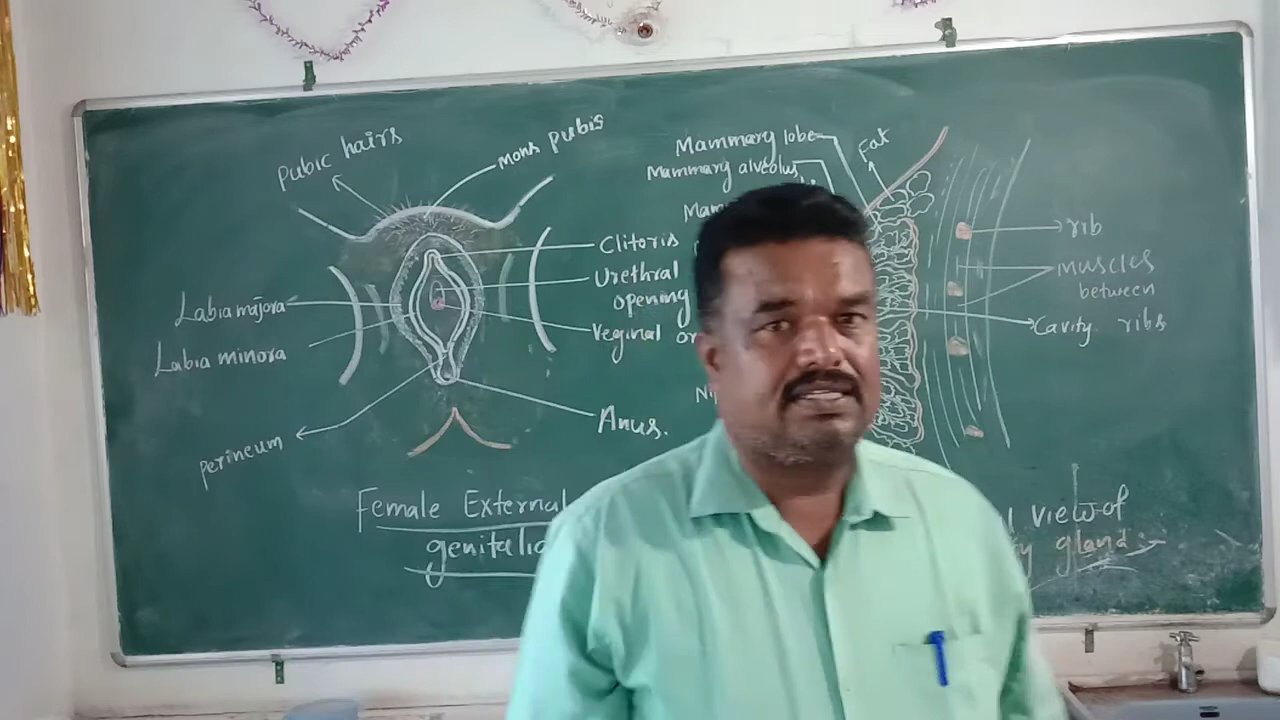 Pubic hairs
mons pubis
Clitoris
Urethral
opening
Veginal
Labia majora
Labia minora
perineum
Anus.
Female External
genitalia
Mammary lobe
Mammary alveolus
Fat
rib
muscles
between
Cavity ribs
view of
gland